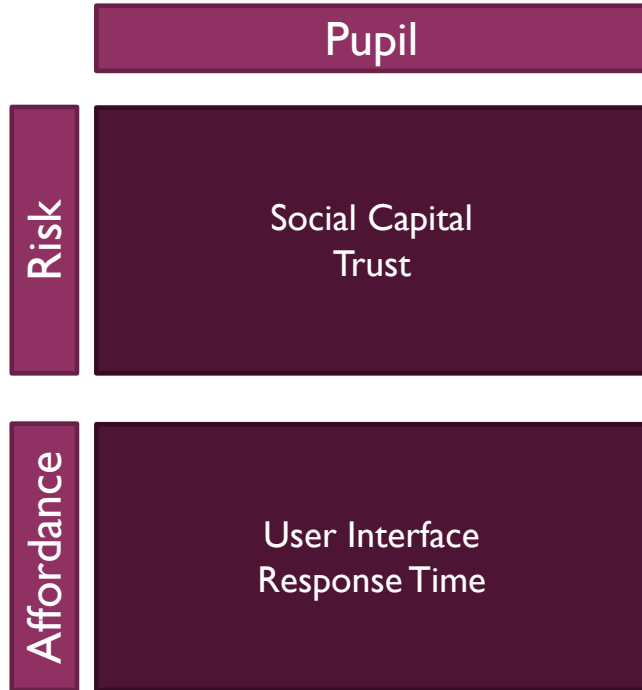 Pupil
Risk
Social Capital
Trust
Affordance
User Interface
Response Time